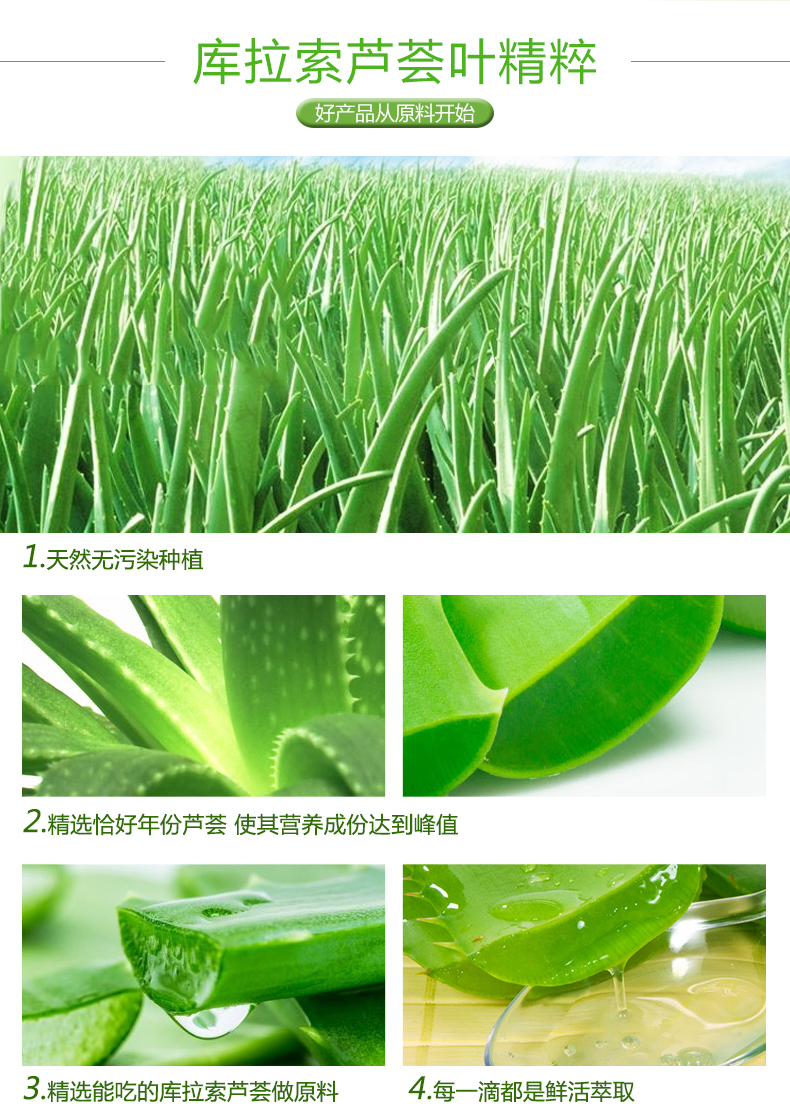 库拉索芦荟叶精粹
好产品从原料开始
1.天然无污染种植
2.精选恰好年份芦荟 使其营养成份达到峰值
3.精选能吃的库拉索芦荟做原料
4.每一滴都是鲜活萃取